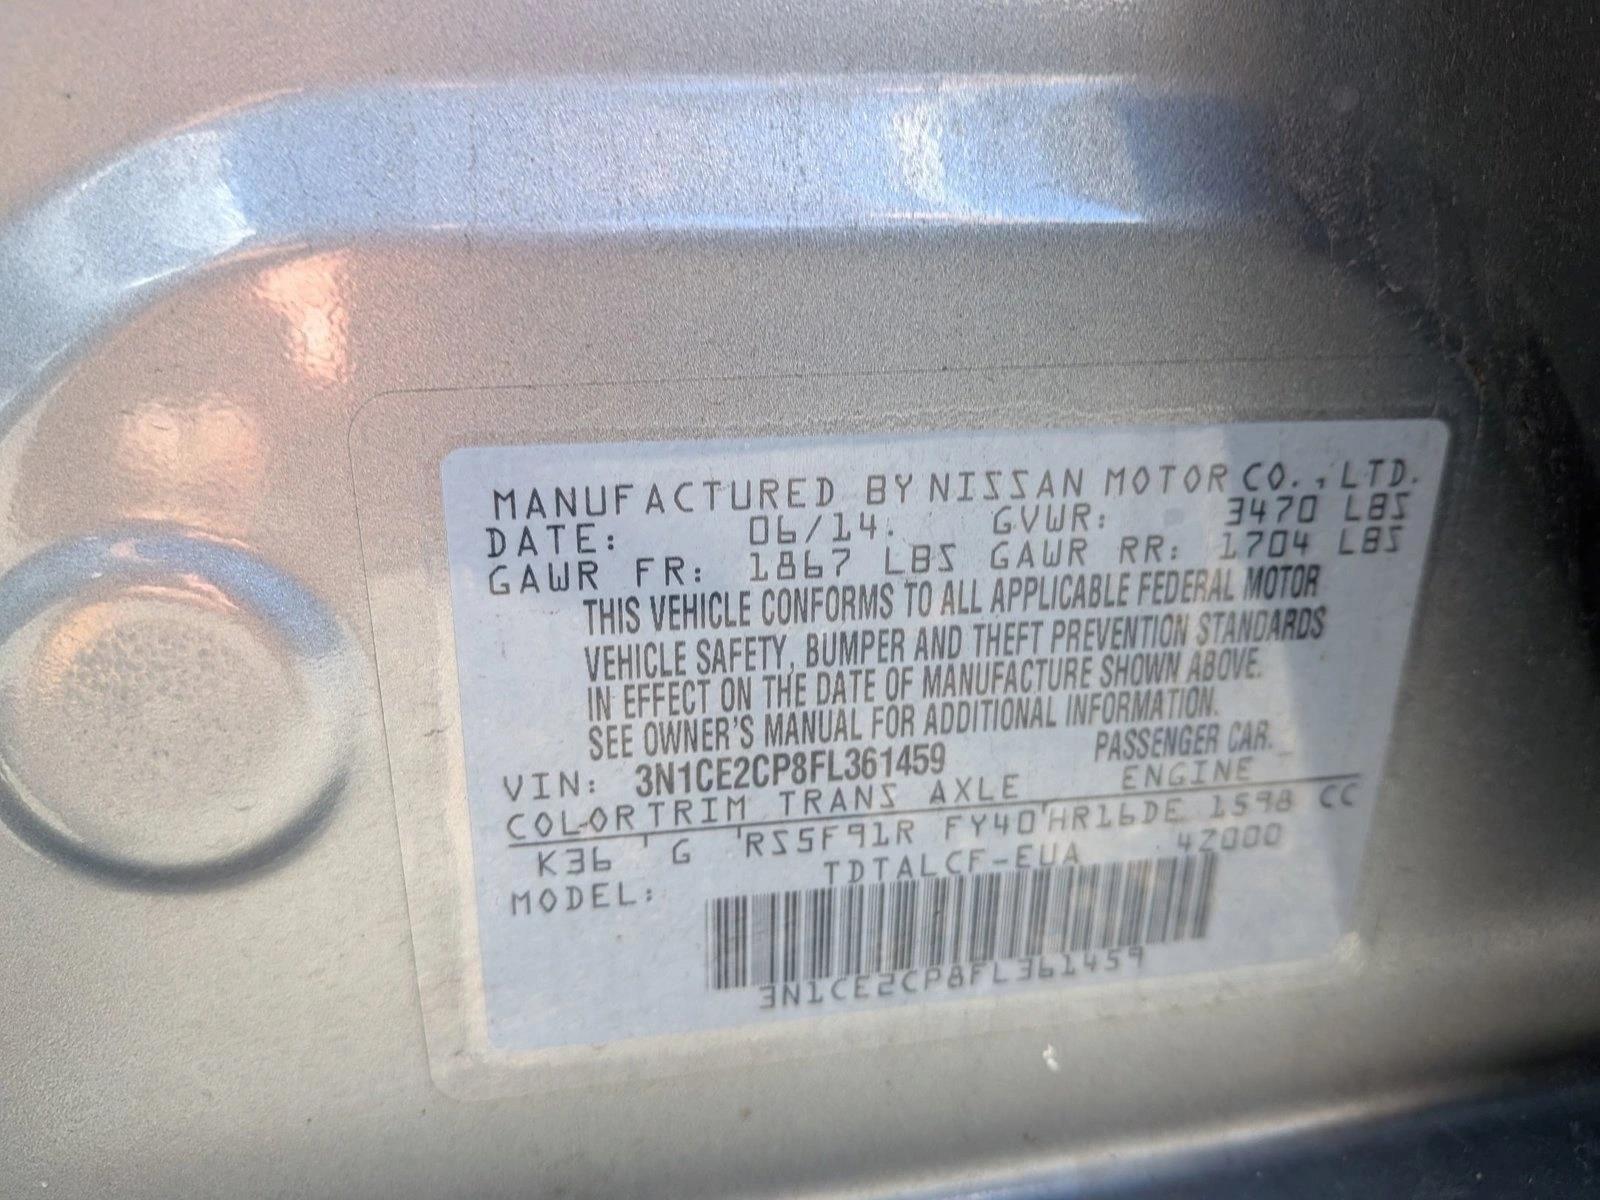 MANUFACTURED BY NISSAN MOTOR CO.,LTD.
DATE: 06/14. GVWR: 3470 LBS
GAWR FR: 1867 LBS GAWR RR: 1704 LBS
THIS VEHICLE CONFORMS TO ALL APPLICABLE FEDERAL MOTOR
VEHICLE SAFETY, BUMPER AND THEFT PREVENTION STANDARDS
IN EFFECT ON THE DATE OF MANUFACTURE SHOWN ABOVE.
SEE OWNER'S MANUAL FOR ADDITIONAL INFORMATION.
VIN: 3N1CE2CP8FL361459 PASSENGER CAR.
COLOR TRIM TRANS AXLE ENGINE
K36 G RS5F91R FY40 HR16DE 1598 CC
MODEL: TDTALCF-EUA 42000
3N1CE2CP8FL361459